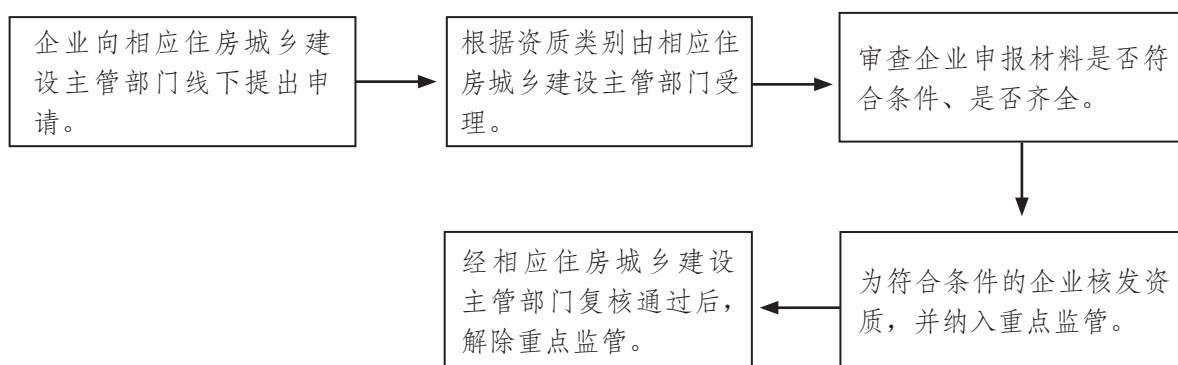 企业向相应住房城乡建
设主管部门线下提出申
请。
根据资质类别由相应住
房城乡建设主管部门受
理。
审查企业申报材料是否符
合条件、是否齐全。
为符合条件的企业核发资
质，并纳入重点监管。
经相应住房城乡建设
主管部门复核通过后，
解除重点监管。